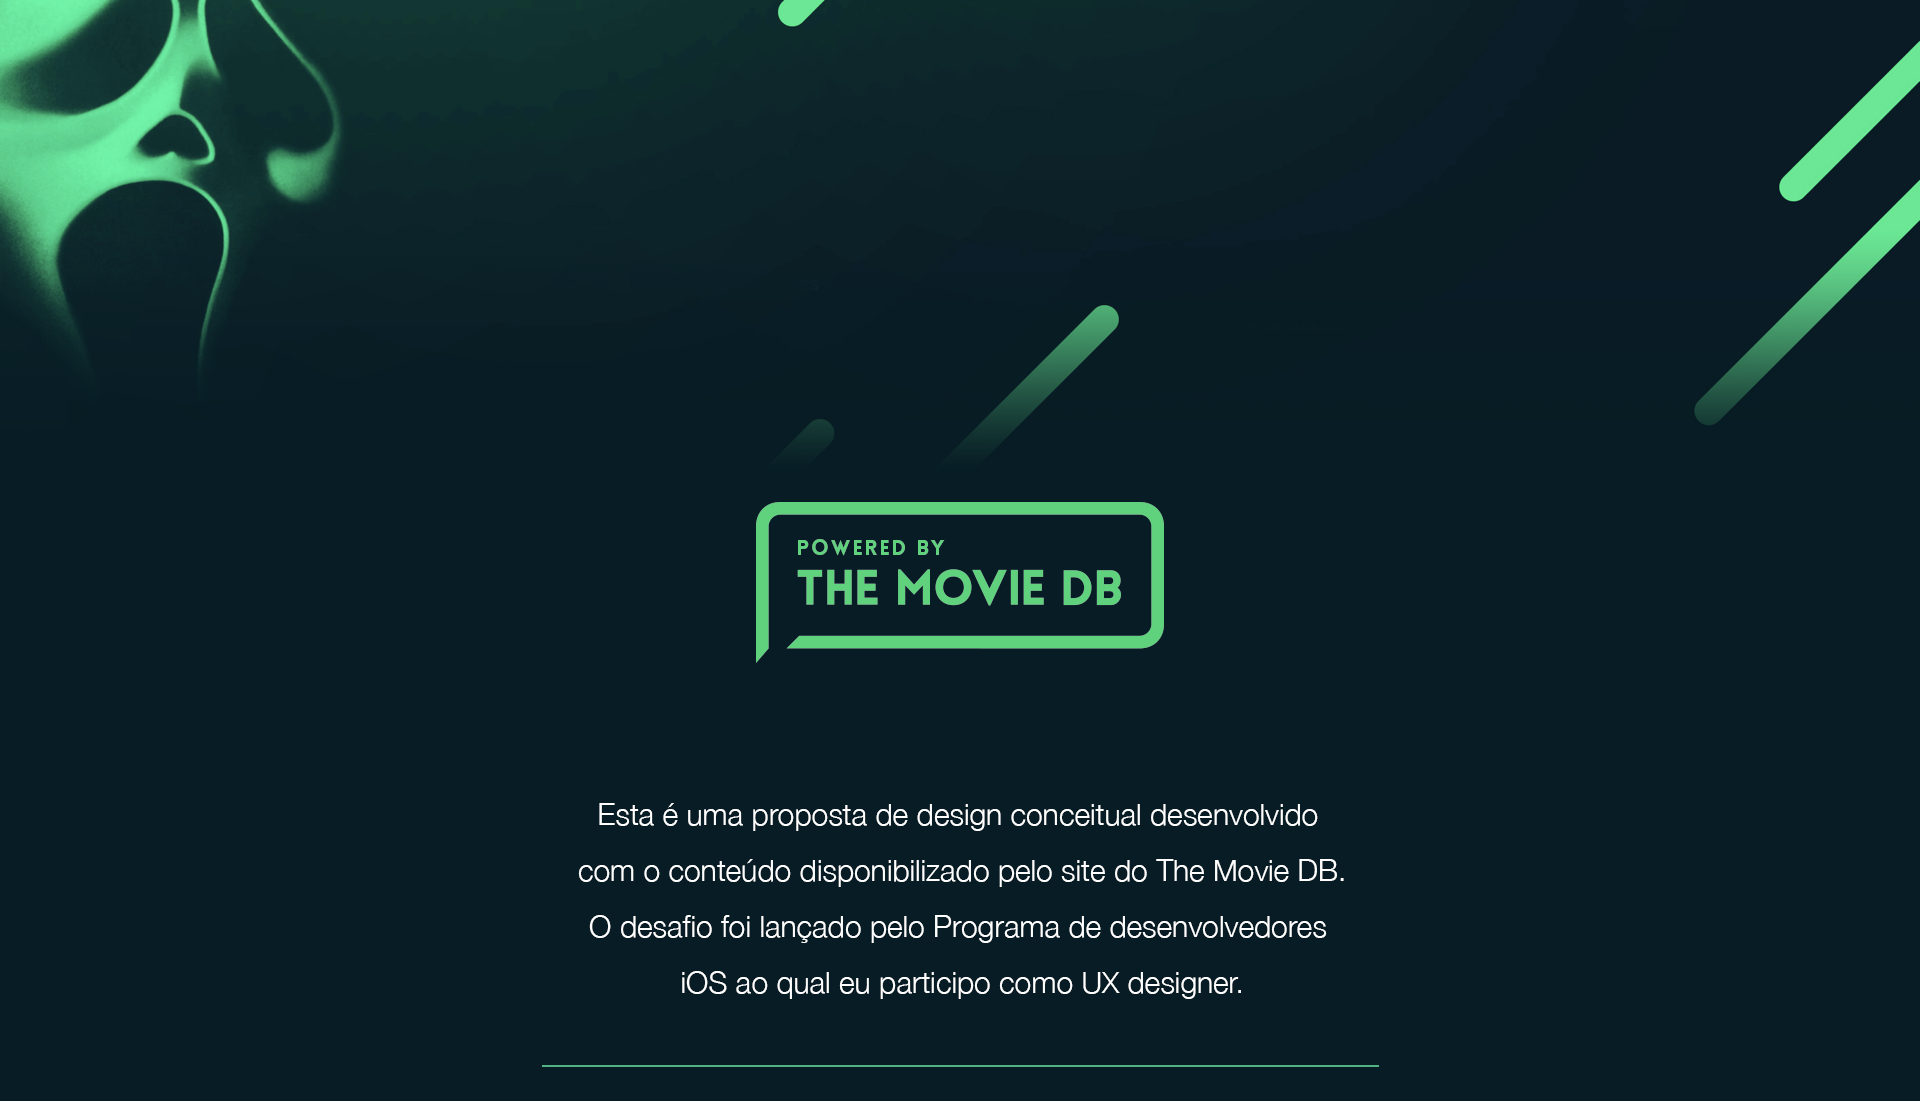 POWERED BY
THE MOVIE DB
Esta é uma proposta de design conceitual desenvolvido
com o conteúdo disponibilizado pelo site do The Movie DB.
O desafio foi lançado pelo Programa de desenvolvedores
iOS ao qual eu participo como UX designer.